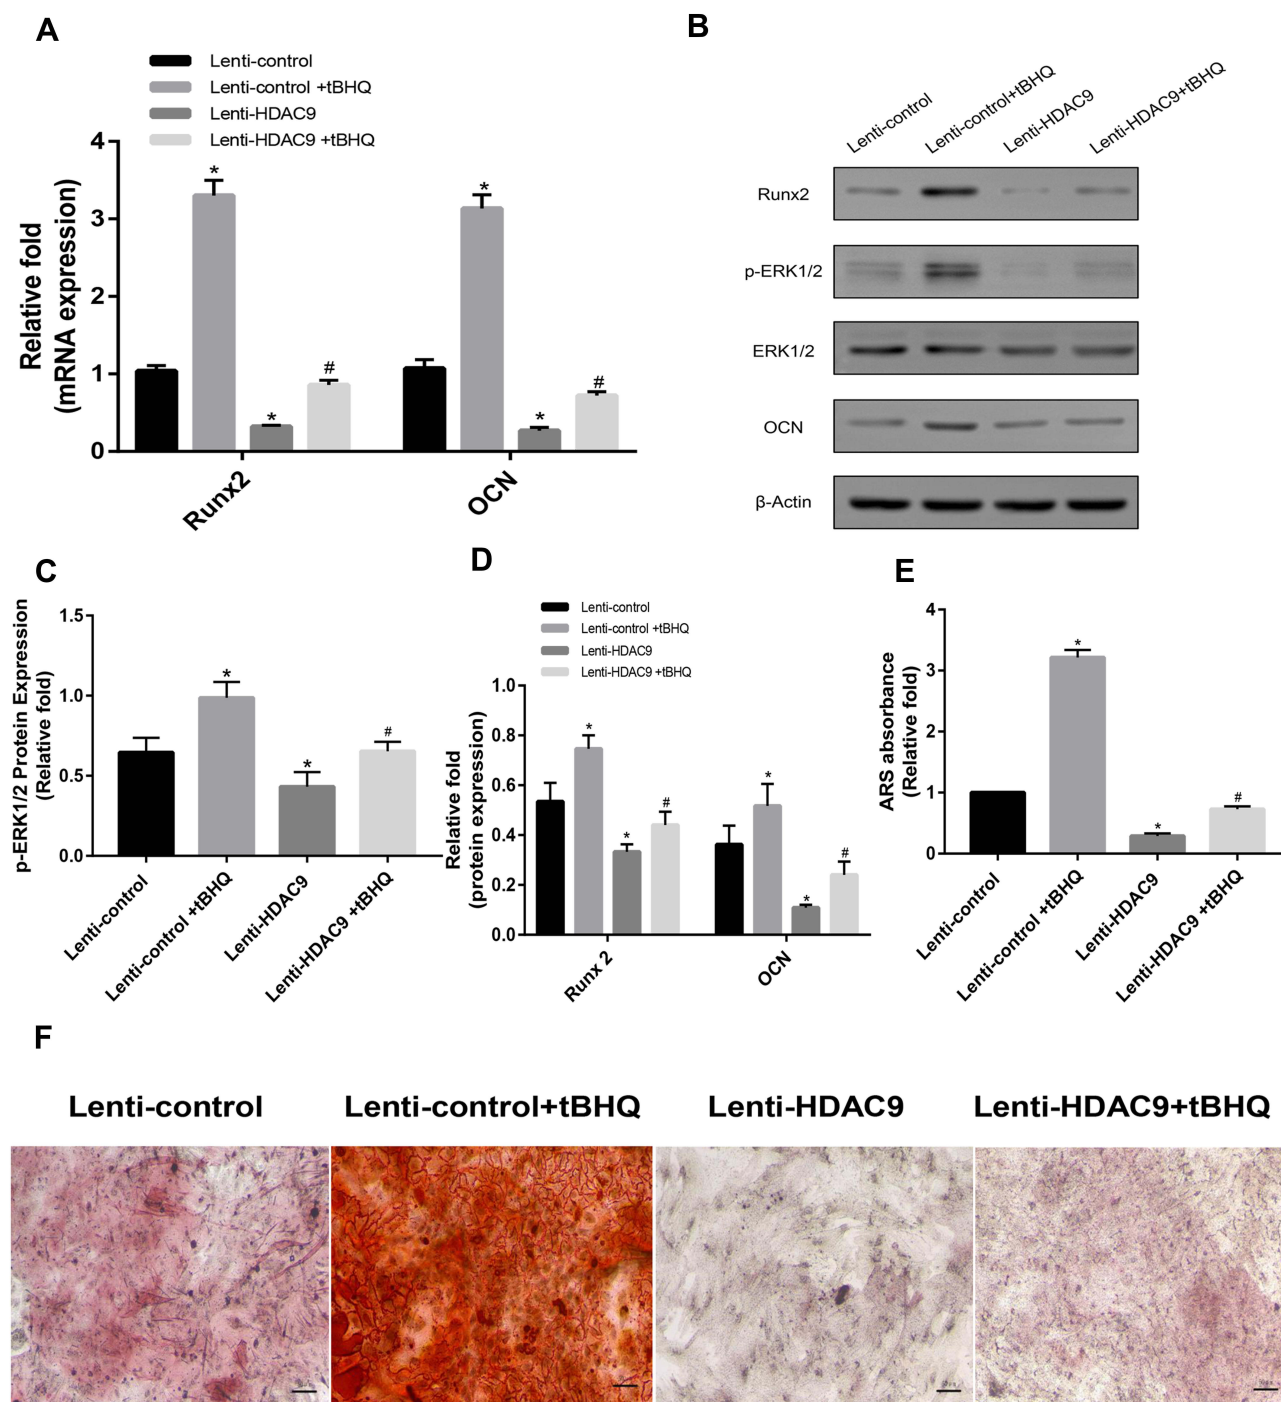 A
Lenti-control
Lenti-control +tBHQ
Lenti-HDAC9
Lenti-HDAC9 +tBHQ
Relative fold
(mRNA expression)
4
3
2
1
0
*
*
#
*
*
#
Runx2
OCN
B
Lenti-control
Lenti-control+tBHQ
Lenti-HDAC9
Lenti-HDAC9+tBHQ
Runx2
p-ERK1/2
ERK1/2
OCN
β-Actin
C
p-ERK1/2 Protein Expression
(Relative fold)
1.5
1.0
0.5
0.0
*
*
#
Lenti-control
Lenti-control +tBHQ
Lenti-HDAC9
Lenti-HDAC9 +tBHQ
D
Lenti-control
Lenti-control +tBHQ
Lenti-HDAC9
Lenti-HDAC9 +tBHQ
Relative fold
(protein expression)
1.0
0.8
0.6
0.4
0.2
0.0
*
*
#
*
*
#
Runx 2
OCN
E
ARS absorbance
(Relative fold)
4
3
2
1
0
*
*
#
Lenti-control
Lenti-control +tBHQ
Lenti-HDAC9
Lenti-HDAC9 +tBHQ
F
Lenti-control
Lenti-control+tBHQ
Lenti-HDAC9
Lenti-HDAC9+tBHQ